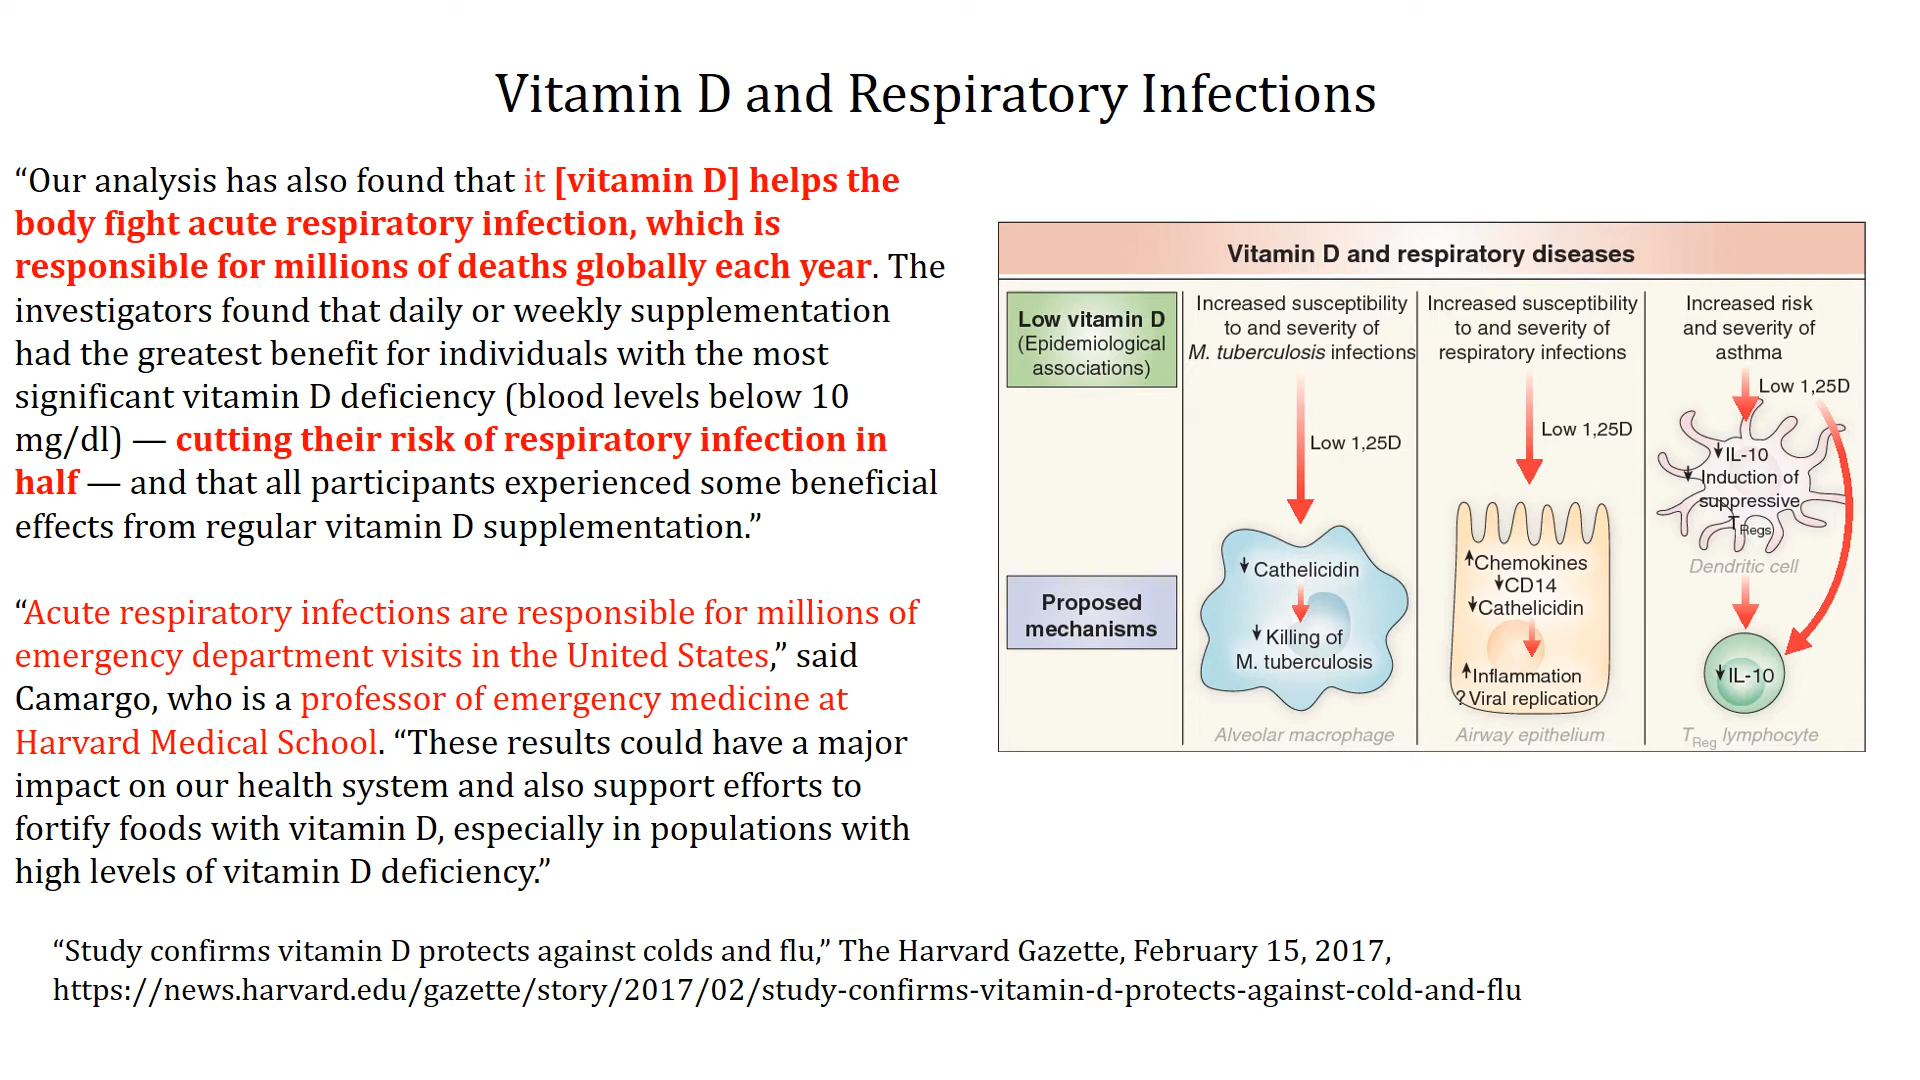 Vitamin D and Respiratory Infections
“Our analysis has also found that it [vitamin D] helps the
body fight acute respiratory infection, which is
responsible for millions of deaths globally each year. The
investigators found that daily or weekly supplementation
had the greatest benefit for individuals with the most
significant vitamin D deficiency (blood levels below 10
mg/dl) — cutting their risk of respiratory infection in
half — and that all participants experienced some beneficial
effects from regular vitamin D supplementation.”
“Acute respiratory infections are responsible for millions of
emergency department visits in the United States,” said
Camargo, who is a professor of emergency medicine at
Harvard Medical School. “These results could have a major
impact on our health system and also support efforts to
fortify foods with vitamin D, especially in populations with
high levels of vitamin D deficiency.”
Vitamin D and respiratory diseases
Low vitamin D
(Epidemiological
associations)
Increased susceptibility
to and severity of
M. tuberculosis infections
Low 1,25D
Increased susceptibility
to and severity of
respiratory infections
Low 1,25D
Increased risk
and severity of
asthma
Low 1,25D
Proposed
mechanisms
Cathelicidin
Killing of
M. tuberculosis
Alveolar macrophage
Chemokines
CD14
Cathelicidin
Inflammation
? Viral replication
Airway epithelium
IL-10
Induction of
suppressive
TRegs
Dendritic cell
IL-10
TReg lymphocyte
“Study confirms vitamin D protects against colds and flu,” The Harvard Gazette, February 15, 2017,
https://news.harvard.edu/gazette/story/2017/02/study-confirms-vitamin-d-protects-against-cold-and-flu